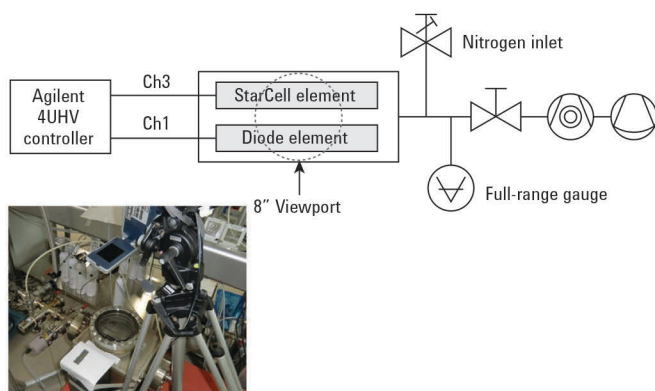 Nitrogen inlet
Ch3
Agilent
4UHV
controller
StarCell element
Ch1
Diode element
Full-range gauge
8” Viewport